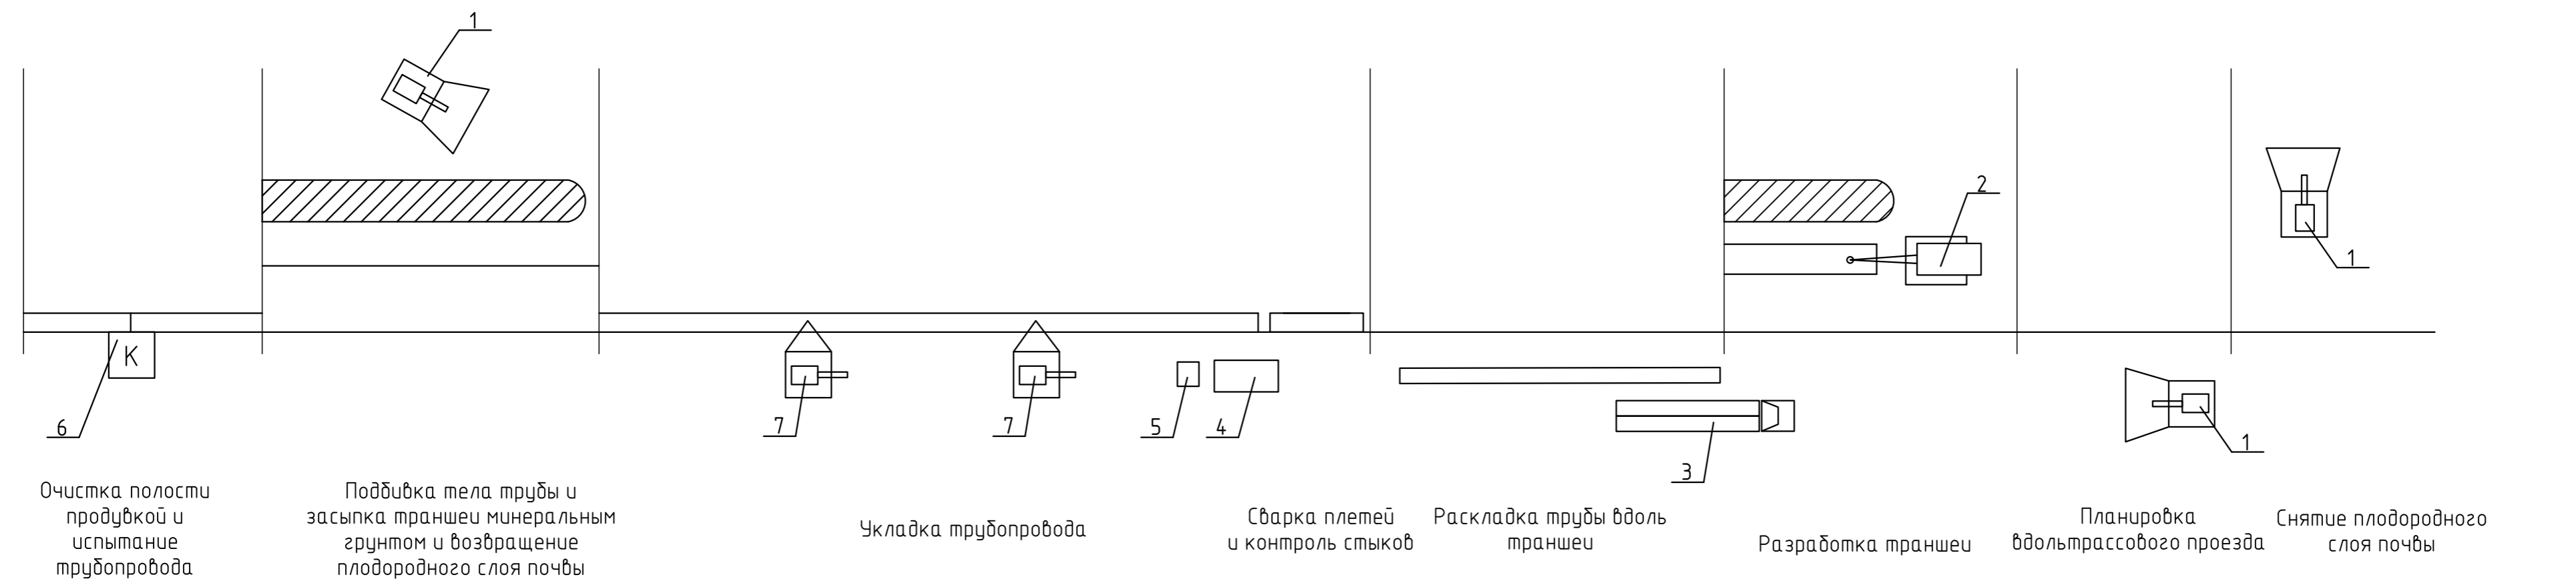 1
2
1
К
6
7
7
5
4
3
1
Очистка полости
продувкой и
испытание
трубопровода
Подбивка тела трубы и
засыпка траншеи минеральным
грунтом и возвращение
плодородного слоя почвы
Укладка трубопровода
Сварка плетей
и контроль стыков
Раскладка трубы вдоль
траншеи
Разработка траншеи
Планировка
вдольтрассового проезда
Снятие плодородного
слоя почвы